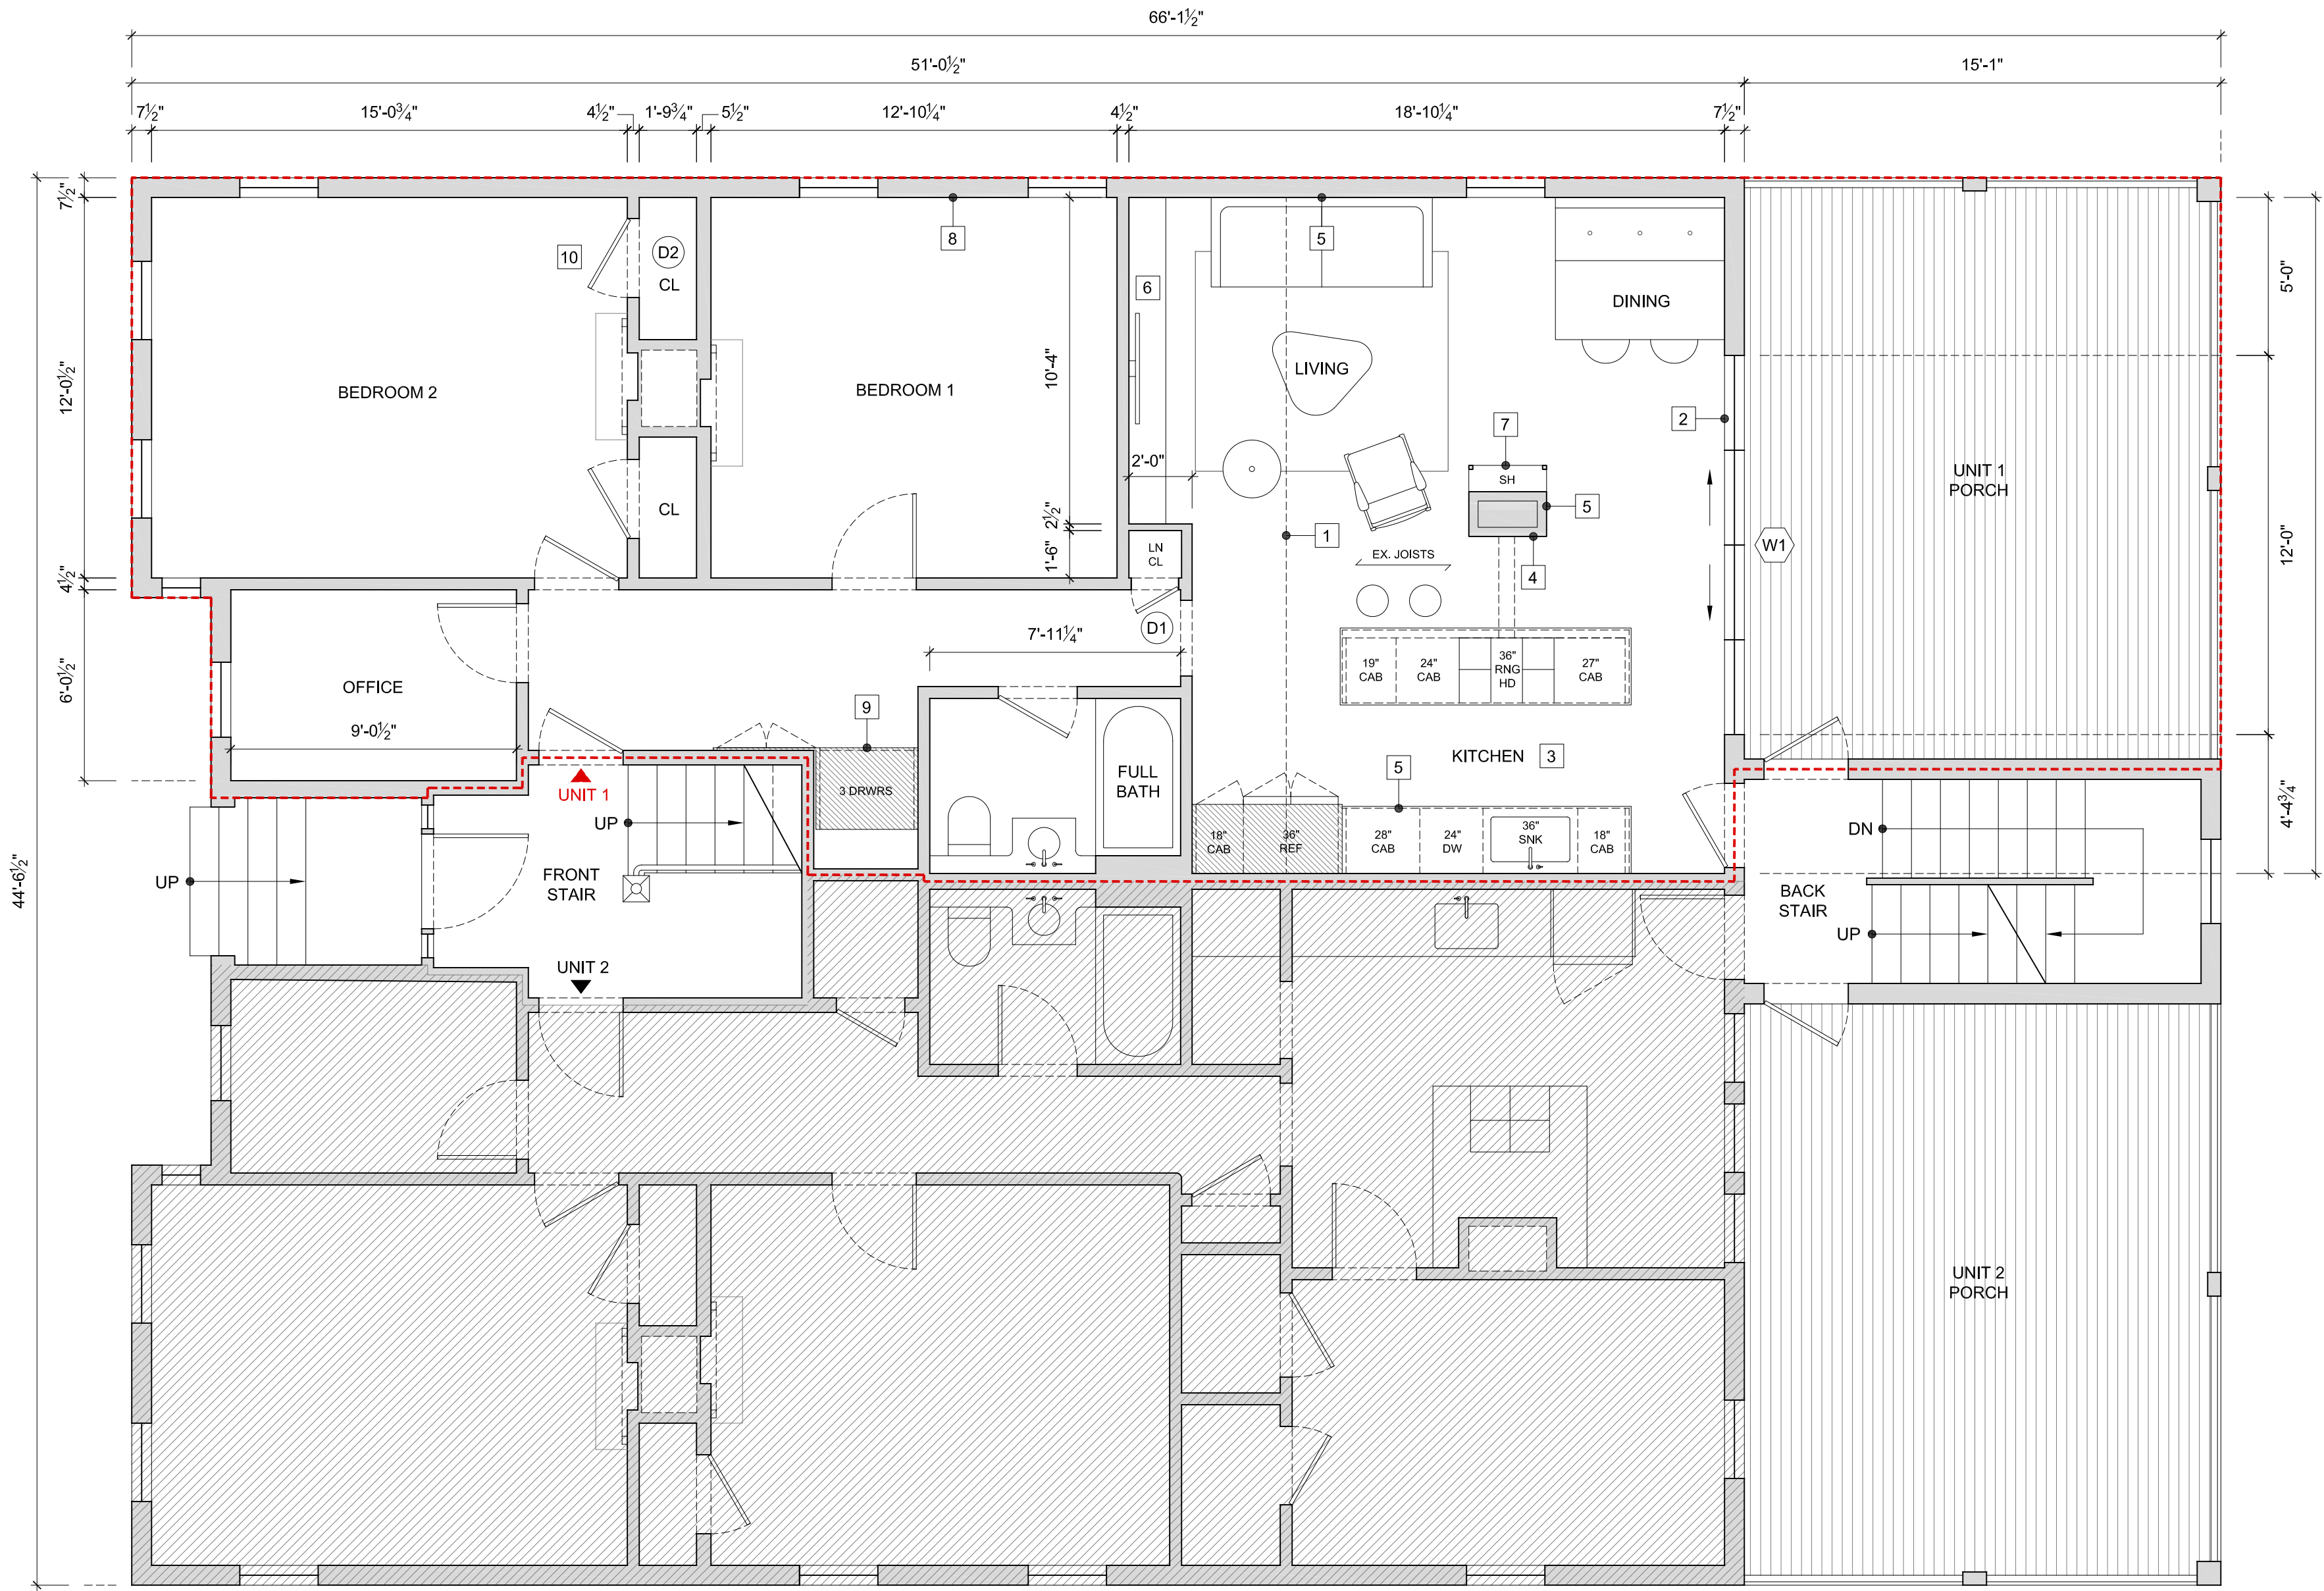 66'-1½"
51'-0½"
15'-1"
7½"
15'-0¾"
4½"
1'-9¾"
5½"
12'-10¼"
4½"
18'-10¼"
7½"
7½"
12'-0½"
4½"
6'-0½"
44'-6½"
5'-0"
12'-0"
4'-4¾"
10
D2
CL
8
5
6
DINING
BEDROOM 2
BEDROOM 1
10'-4"
LIVING
2
7
SH
2'-0"
UNIT 1
PORCH
CL
2½"
1'-6"
5
1
LN
CL
EX. JOISTS
4
W1
D1
7'-11¼"
19"
CAB
24"
CAB
36"
RNG
HD
27"
CAB
OFFICE
9'-0½"
9
KITCHEN
3
5
FULL
BATH
3 DRWRS
UNIT 1
UP
18"
CAB
36"
REF
28"
CAB
24"
DW
36"
SNK
18"
CAB
DN
UP
FRONT
STAIR
BACK
STAIR
UP
UNIT 2
UNIT 2
PORCH